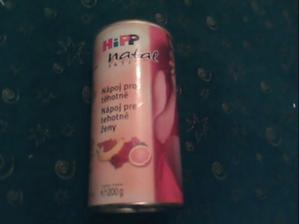 HiPP
natal
Nápoj pro
těhotné
Nápoj pre
tehotné
ženy
e 200 g